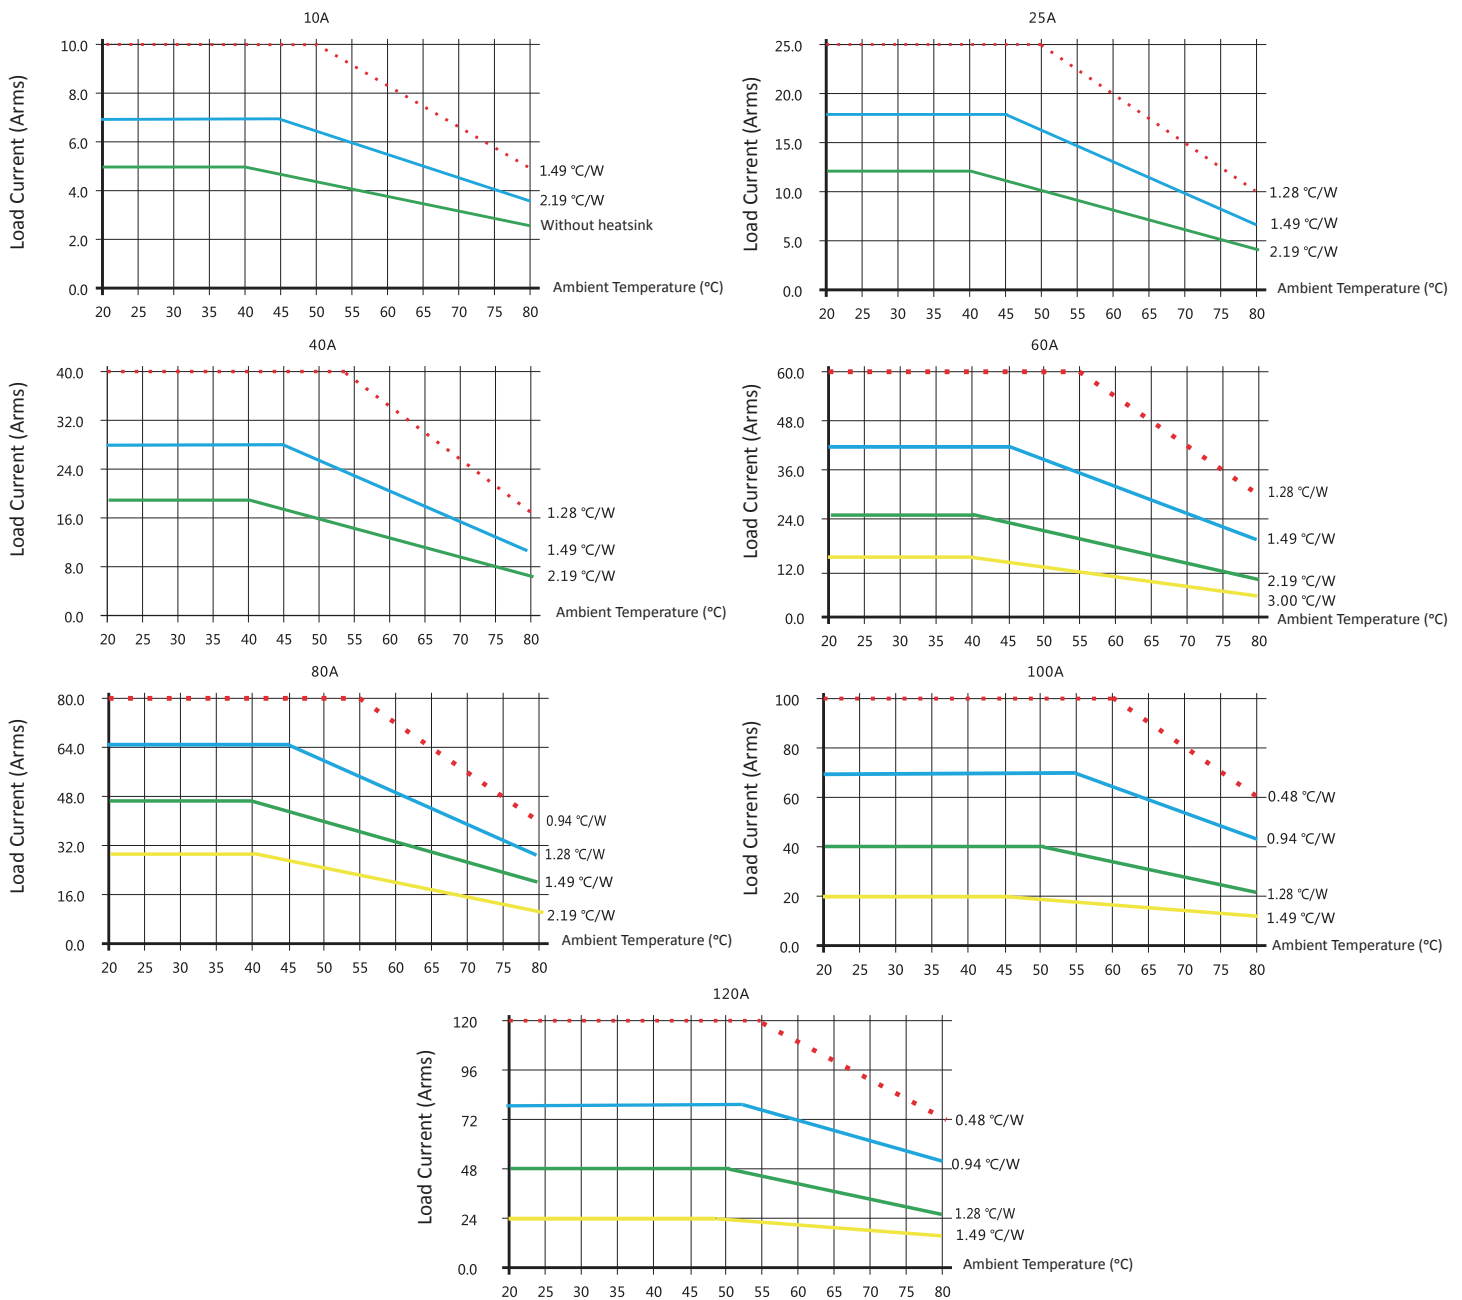 10A
Load Current (Arms)
10.0
8.0
6.0
4.0
2.0
0.0
1.49 °C/W
2.19 °C/W
Without heatsink
Ambient Temperature (°C)
20 25 30 35 40 45 50 55 60 65 70 75 80
25A
Load Current (Arms)
25.0
20.0
15.0
10.0
5.0
0.0
1.28 °C/W
1.49 °C/W
2.19 °C/W
Ambient Temperature (°C)
20 25 30 35 40 45 50 55 60 65 70 75 80
40A
Load Current (Arms)
40.0
32.0
24.0
16.0
8.0
0.0
1.28 °C/W
1.49 °C/W
2.19 °C/W
Ambient Temperature (°C)
20 25 30 35 40 45 50 55 60 65 70 75 80
60A
Load Current (Arms)
60.0
48.0
36.0
24.0
12.0
0.0
1.28 °C/W
1.49 °C/W
2.19 °C/W
3.00 °C/W
Ambient Temperature (°C)
20 25 30 35 40 45 50 55 60 65 70 75 80
80A
Load Current (Arms)
80.0
64.0
48.0
32.0
16.0
0.0
0.94 °C/W
1.28 °C/W
1.49 °C/W
2.19 °C/W
Ambient Temperature (°C)
20 25 30 35 40 45 50 55 60 65 70 75 80
100A
Load Current (Arms)
100
80
60
40
20
0.0
0.48 °C/W
0.94 °C/W
1.28 °C/W
1.49 °C/W
Ambient Temperature (°C)
20 25 30 35 40 45 50 55 60 65 70 75 80
120A
Load Current (Arms)
120
96
72
48
24
0.0
0.48 °C/W
0.94 °C/W
1.28 °C/W
1.49 °C/W
Ambient Temperature (°C)
20 25 30 35 40 45 50 55 60 65 70 75 80